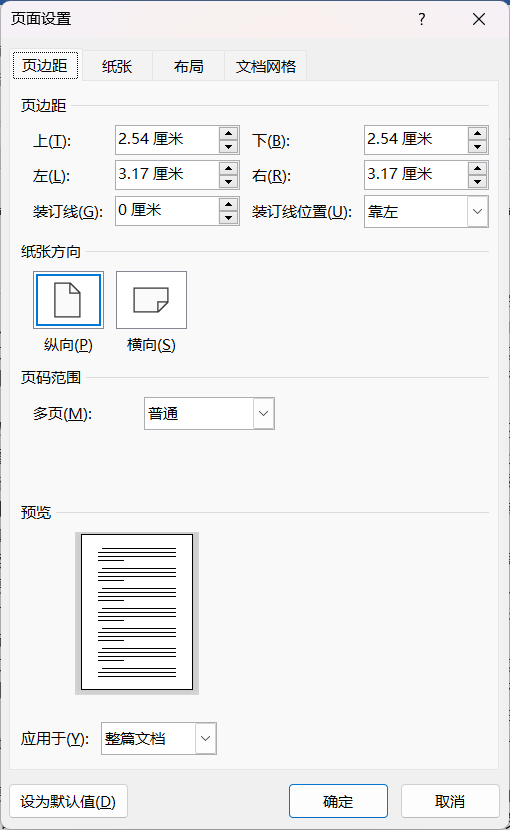 页面设置
页边距 纸张 布局 文档网格
页边距
上(T): 2.54 厘米 下(B): 2.54 厘米
左(L): 3.17 厘米 右(R): 3.17 厘米
装订线(G): 0 厘米 装订线位置(U): 靠左
纸张方向
纵向(P) 横向(S)
页码范围
多页(M): 普通
预览
应用于(Y): 整篇文档
设为默认值(D) 确定 取消